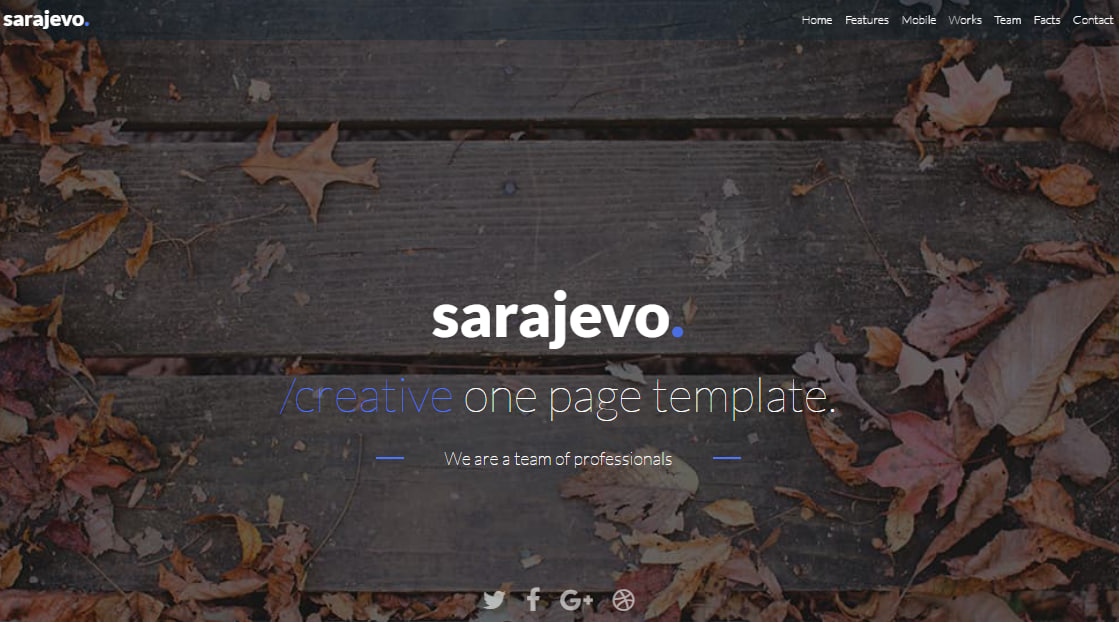 sarajevo.
Home Features Mobile Works Team Facts Contact
sarajevo.
/creative one page template.
We are a team of professionals
G+